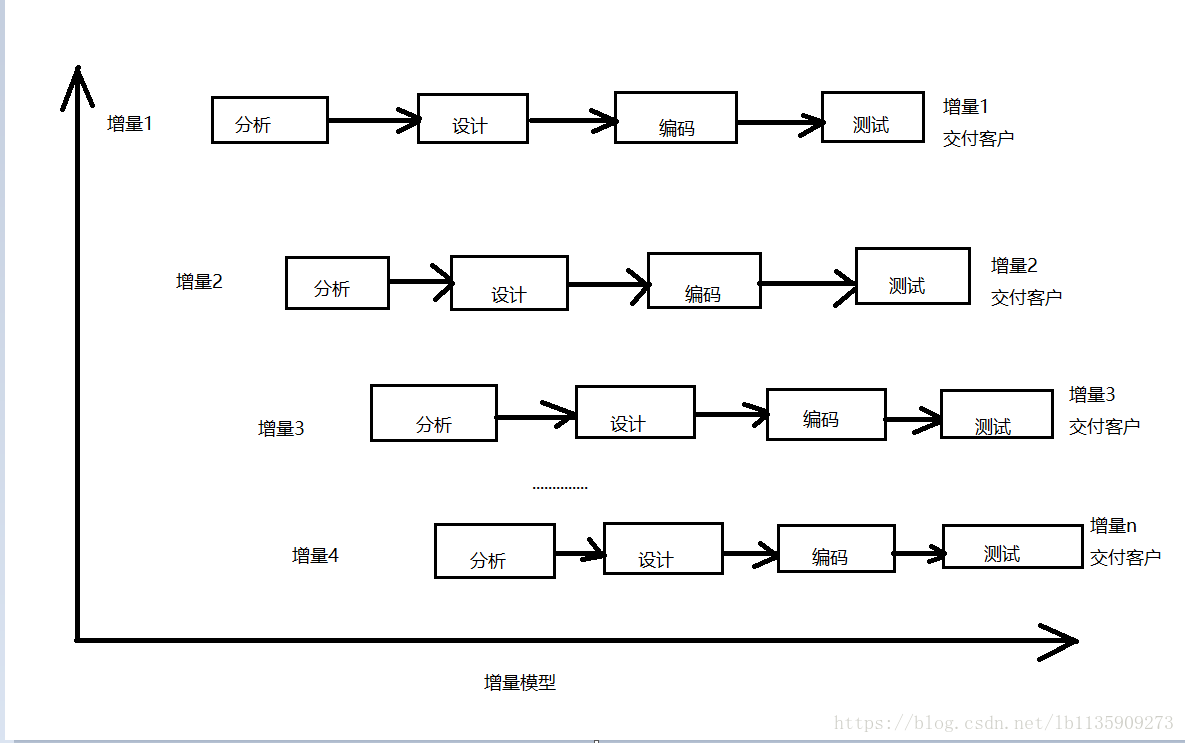 增量1 分析 设计 编码 测试 增量1
交付客户
增量2 分析 设计 编码 测试 增量2
交付客户
增量3 分析 设计 编码 测试 增量3
交付客户
..............
增量4 分析 设计 编码 测试 增量n
交付客户
增量模型
https://blog.csdn.net/lb1135909273